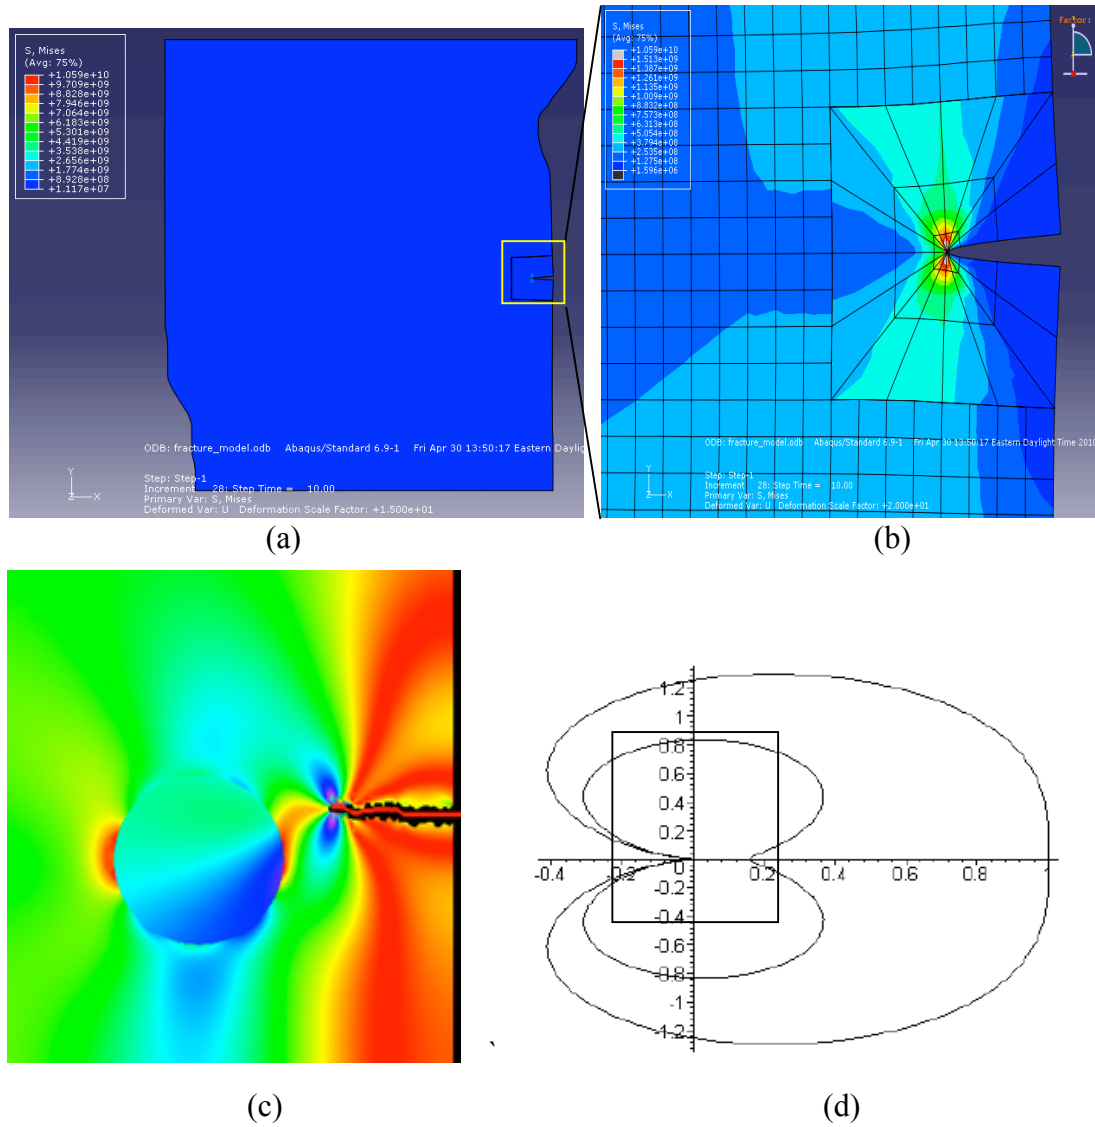 S, Mises
(Avg: 75%)
+1.059e+10
+9.709e+09
+8.828e+09
+7.946e+09
+7.064e+09
+6.183e+09
+5.301e+09
+4.419e+09
+3.538e+09
+2.656e+09
+1.774e+09
+8.928e+08
+1.117e+07
ODB: fracture_model.odb Abaqus/Standard 6.9-1 Fri Apr 30 13:50:17 Eastern Daylig
Step: Step-1
Increment 28: Step Time = 10.00
Primary Var: S, Mises
Deformed Var: U Deformation Scale Factor: +1.500e+01
Y
Z X
(a)
S, Mises
(Avg: 75%)
+1.059e+10
+1.513e+09
+1.387e+09
+1.261e+09
+1.135e+09
+1.009e+09
+8.832e+08
+7.573e+08
+6.313e+08
+5.054e+08
+3.794e+08
+2.535e+08
+1.275e+08
+1.596e+06
Factor:
ODB: fracture_model.odb Abaqus/Standard 6.9-1 Fri Apr 30 13:50:17 Eastern Daylight Time 2010
Step: Step-1
Increment 28: Step Time = 10.00
Primary Var: S, Mises
Deformed Var: U Deformation Scale Factor: +2.000e+01
Y
Z X
(b)
(c)
1.2
1
0.8
0.6
0.4
0.2
-0.4 -0.2 0 0.2 0.4 0.6 0.8 1
-0.2
-0.4
-0.6
-0.8
-1
-1.2
`
(d)